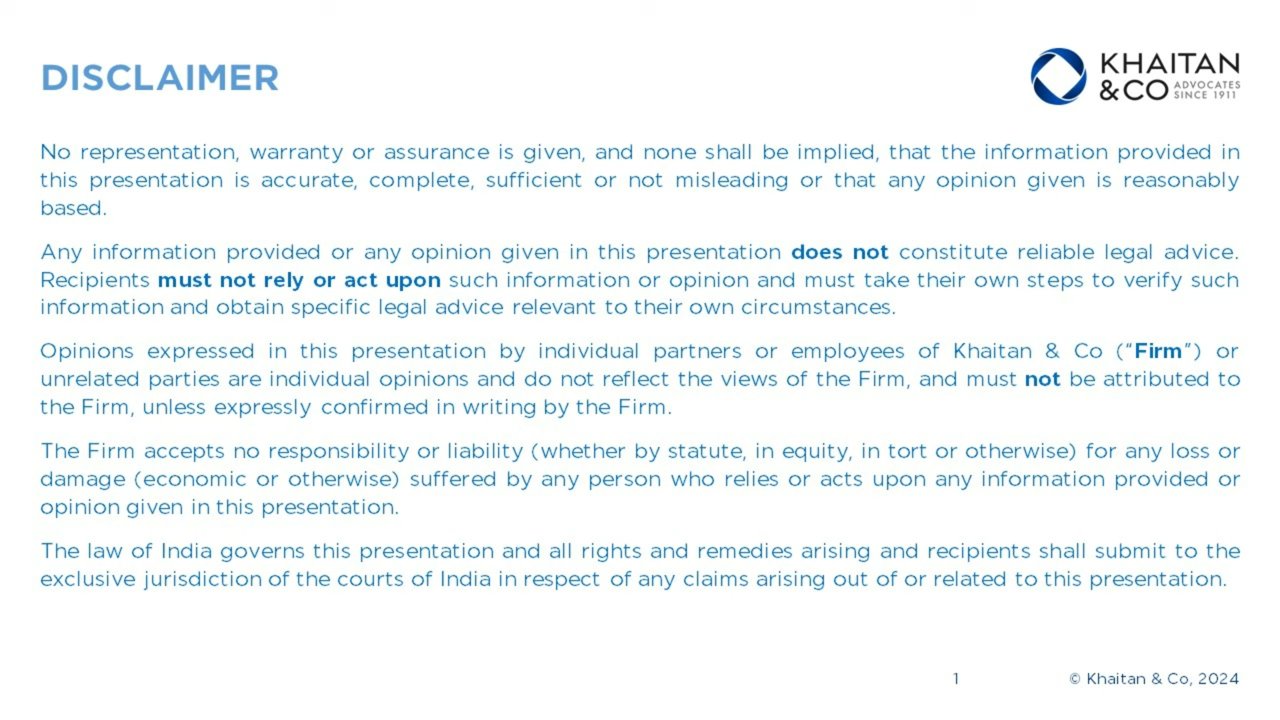 DISCLAIMER
KHAITAN
&CO ADVOCATES
SINCE 1911
No representation, warranty or assurance is given, and none shall be implied, that the information provided in
this presentation is accurate, complete, sufficient or not misleading or that any opinion given is reasonably
based.
Any information provided or any opinion given in this presentation does not constitute reliable legal advice.
Recipients must not rely or act upon such information or opinion and must take their own steps to verify such
information and obtain specific legal advice relevant to their own circumstances.
Opinions expressed in this presentation by individual partners or employees of Khaitan & Co (“Firm”) or
unrelated parties are individual opinions and do not reflect the views of the Firm, and must not be attributed to
the Firm, unless expressly confirmed in writing by the Firm.
The Firm accepts no responsibility or liability (whether by statute, in equity, in tort or otherwise) for any loss or
damage (economic or otherwise) suffered by any person who relies or acts upon any information provided or
opinion given in this presentation.
The law of India governs this presentation and all rights and remedies arising and recipients shall submit to the
exclusive jurisdiction of the courts of India in respect of any claims arising out of or related to this presentation.
1
© Khaitan & Co, 2024